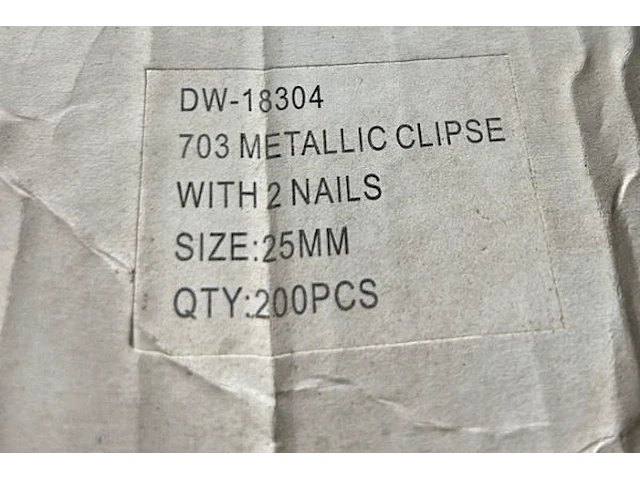 DW-18304
703 METALLIC CLIPSE
WITH 2 NAILS
SIZE:25MM
QTY:200PCS